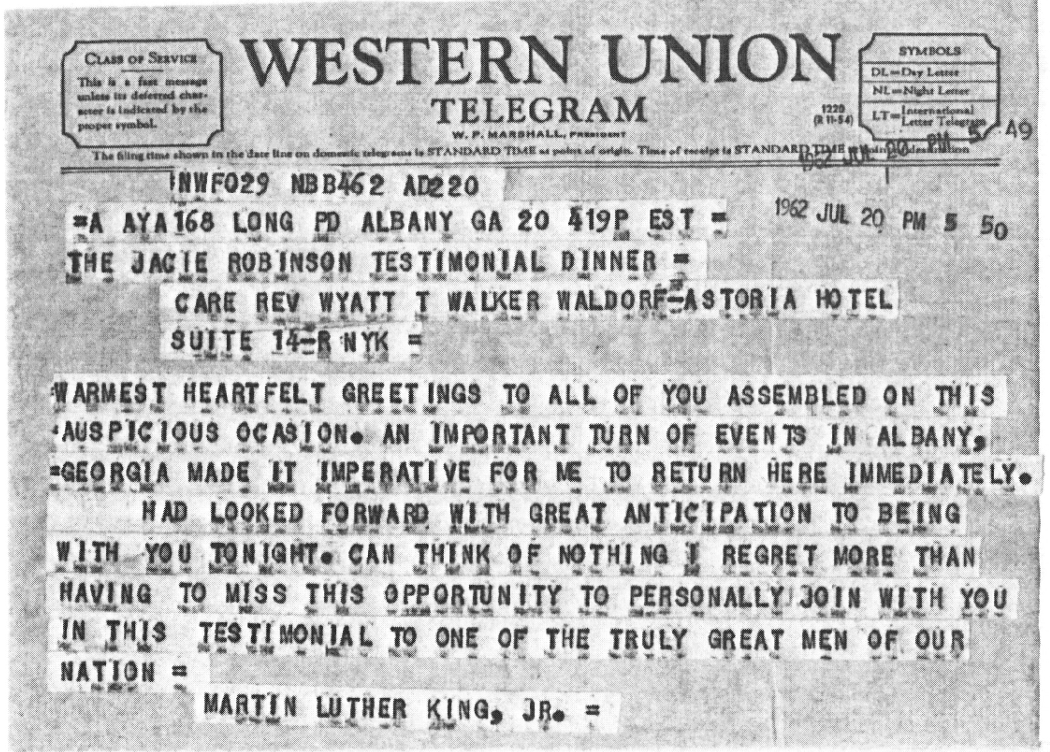 CLASS OF SERVICE
This is a fast message
unless its deferred char-
acter is indicated by the
proper symbol.
WESTERN UNION
TELEGRAM
W. P. MARSHALL, PRESIDENT
1220
(R 11-54)
SYMBOLS
DL=Day Letter
NL=Night Letter
LT=International
Letter Telegram
The filing time shown in the date line on domestic telegrams is STANDARD TIME at point of origin. Time of receipt is STANDARD TIME at point of destination
1962 JUL 20 PM 5 49
NWF029 NBB462 AD220
=A AYA168 LONG PD ALBANY GA 20 419P EST =
1962 JUL 20 PM 5 50
THE JACIE ROBINSON TESTIMONIAL DINNER =
CARE REV WYATT T WALKER WALDORF-ASTORIA HOTEL
SUITE 14-R NYK =
WARMEST HEARTFELT GREETINGS TO ALL OF YOU ASSEMBLED ON THIS
AUSPICIOUS OCASION. AN IMPORTANT TURN OF EVENTS IN ALBANY,
=GEORGIA MADE IT IMPERATIVE FOR ME TO RETURN HERE IMMEDIATELY.
HAD LOOKED FORWARD WITH GREAT ANTICIPATION TO BEING
WITH YOU TONIGHT. CAN THINK OF NOTHING I REGRET MORE THAN
HAVING TO MISS THIS OPPORTUNITY TO PERSONALLY JOIN WITH YOU
IN THIS TESTIMONIAL TO ONE OF THE TRULY GREAT MEN OF OUR
NATION =
MARTIN LUTHER KING, JR. =